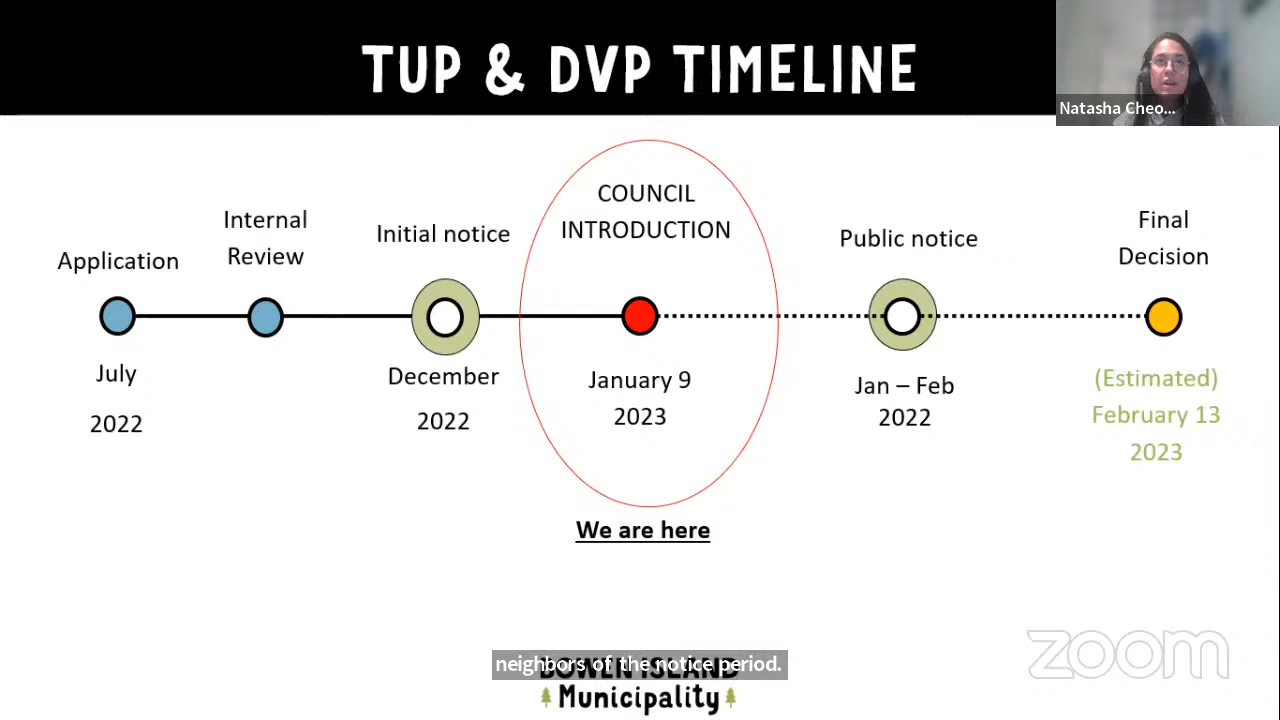 TUP & DVP TIMELINE
Natasha Cheo...
COUNCIL
INTRODUCTION
Internal
Review
Initial notice
Public notice
Final
Decision
Application
July
2022
December
2022
January 9
2023
Jan – Feb
2022
(Estimated)
February 13
2023
We are here
zoom
neighbors of the notice period.
BOWEN ISLAND
Municipality